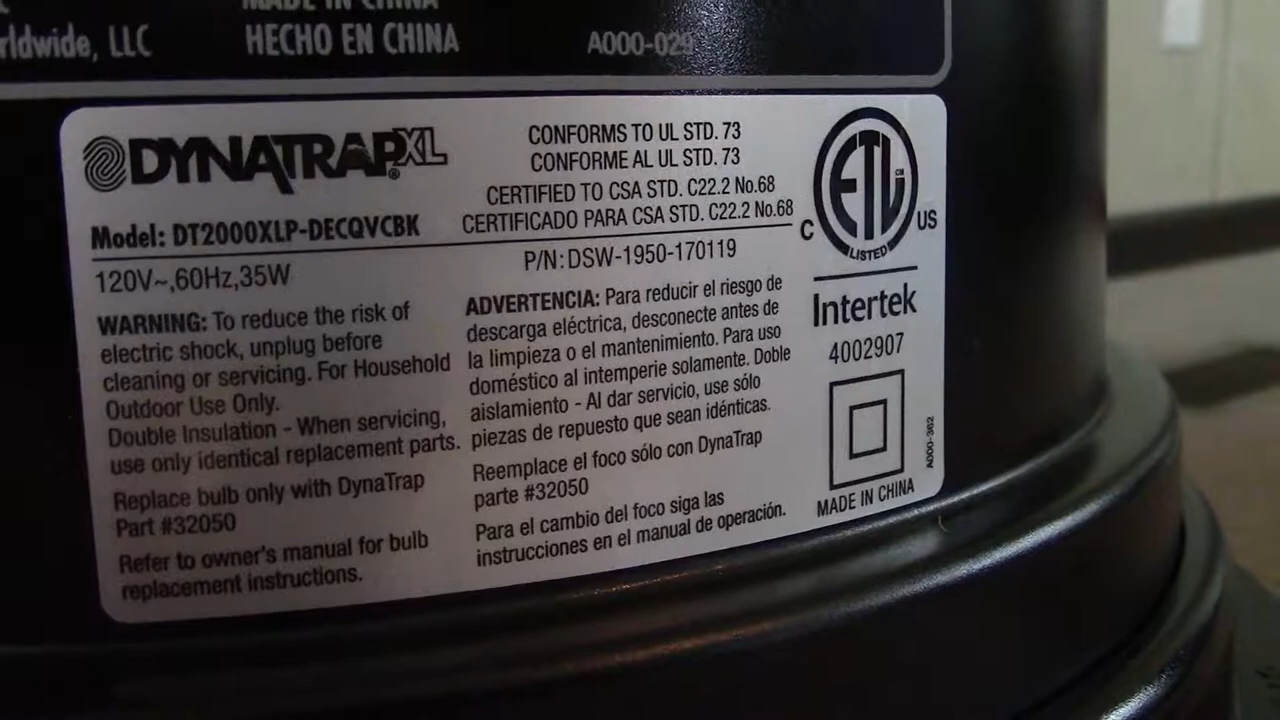 MADE IN CHINA
LLC
HECHO EN CHINA
A000-029
DYNATRAP®XL
Model: DT2000XLP-DECQVCBK
120V~,60Hz,35W
WARNING: To reduce the risk of
electric shock, unplug before
cleaning or servicing. For Household
Outdoor Use Only.
Double Insulation - When servicing,
use only identical replacement parts.
Replace bulb only with DynaTrap
Part #32050
Refer to owner's manual for bulb
replacement instructions.
CONFORMS TO UL STD. 73
CONFORME AL UL STD. 73
CERTIFIED TO CSA STD. C22.2 No.68
CERTIFICADO PARA CSA STD. C22.2 No.68
P/N: DSW-1950-170119
ADVERTENCIA: Para reducir el riesgo de
descarga eléctrica, desconecte antes de
la limpieza o el mantenimiento. Para uso
doméstico al intemperie solamente. Doble
aislamiento - Al dar servicio, use sólo
piezas de repuesto que sean idénticas.
Reemplace el foco sólo con DynaTrap
parte #32050
Para el cambio del foco siga las
instrucciones en el manual de operación.
ETL CM
LISTED
C US
Intertek
4002907
MADE IN CHINA
A000-362